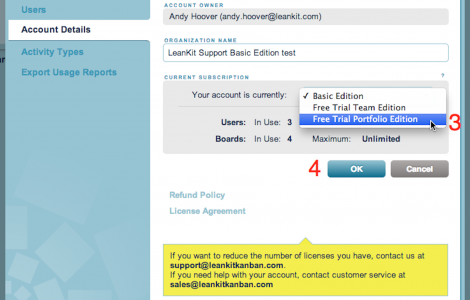 Users
Account Details
Activity Types
Export Usage Reports
ACCOUNT OWNER
Andy Hoover (andy.hoover@leankit.com)
ORGANIZATION NAME
LeanKit Support Basic Edition test
CURRENT SUBSCRIPTION
Your account is currently:
✓ Basic Edition
Free Trial Team Edition
Free Trial Portfolio Edition
3
Users: In Use: 3
Boards: In Use: 4 Maximum: Unlimited
4
OK
Cancel
Refund Policy
License Agreement
If you want to reduce the number of licenses you have, contact us at
support@leankitkanban.com.
If you need help with your account, contact customer service at
sales@leankitkanban.com